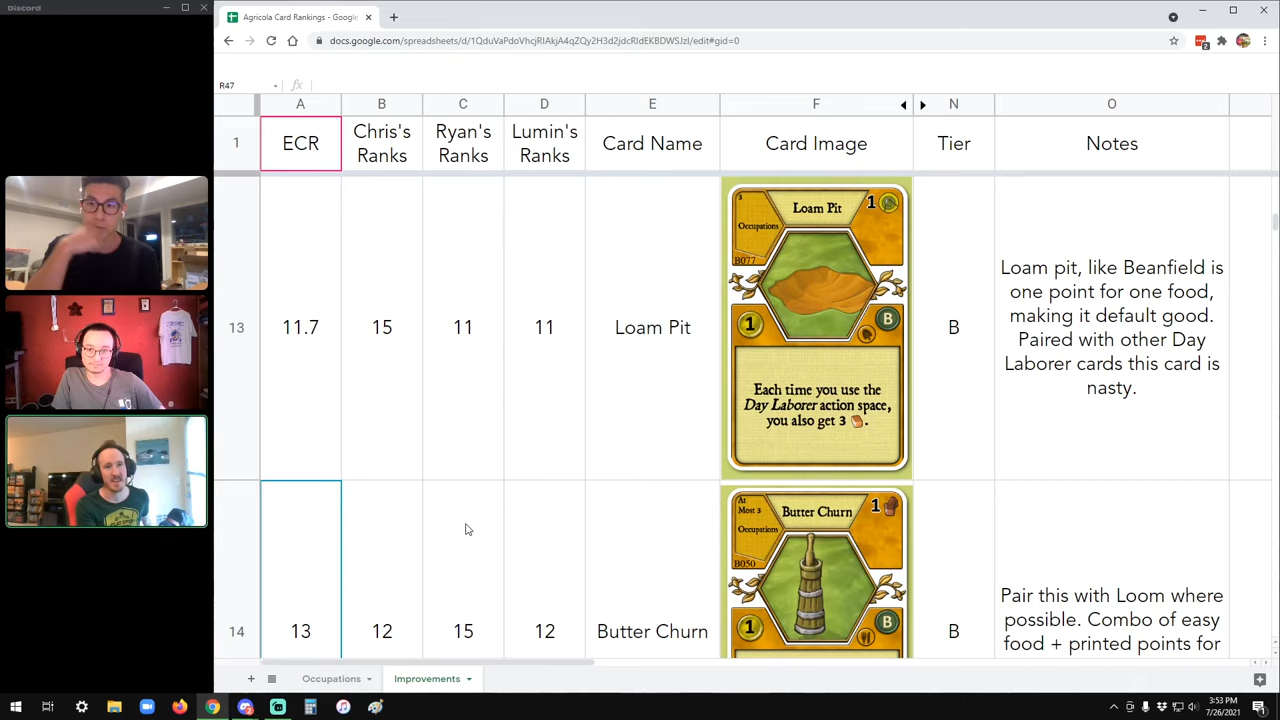 Discord
Agricola Card Rankings - Google
docs.google.com/spreadsheets/d/1QduVaPdoVhcjRIAkjA4qZQy2H3d2jdcRldEKBDWSJzI/edit#gid=0
R47
fx
A B C D E F N O
1 ECR Chris's Ranks Ryan's Ranks Lumin's Ranks Card Name Card Image Tier Notes
13 11.7 15 11 11 Loam Pit B
3
Occupations
B077
Loam Pit
1
1
B
Each time you use the
Day Laborer action space,
you also get 3 .
Loam pit, like Beanfield is
one point for one food,
making it default good.
Paired with other Day
Laborer cards this card is
nasty.
14 13 12 15 12 Butter Churn B
At
Most 3
Occupations
B050
Butter Churn
1
1
B
Pair this with Loom where
possible. Combo of easy
food + printed points for
Occupations Improvements
3:53 PM
7/26/2021